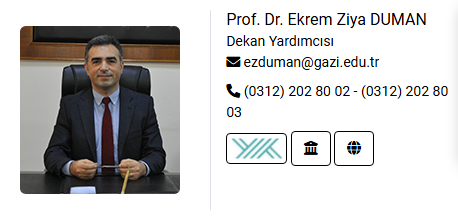 Prof. Dr. Ekrem Ziya DUMAN
Dekan Yardımcısı
ezduman@gazi.edu.tr
(0312) 202 80 02 - (0312) 202 80
03